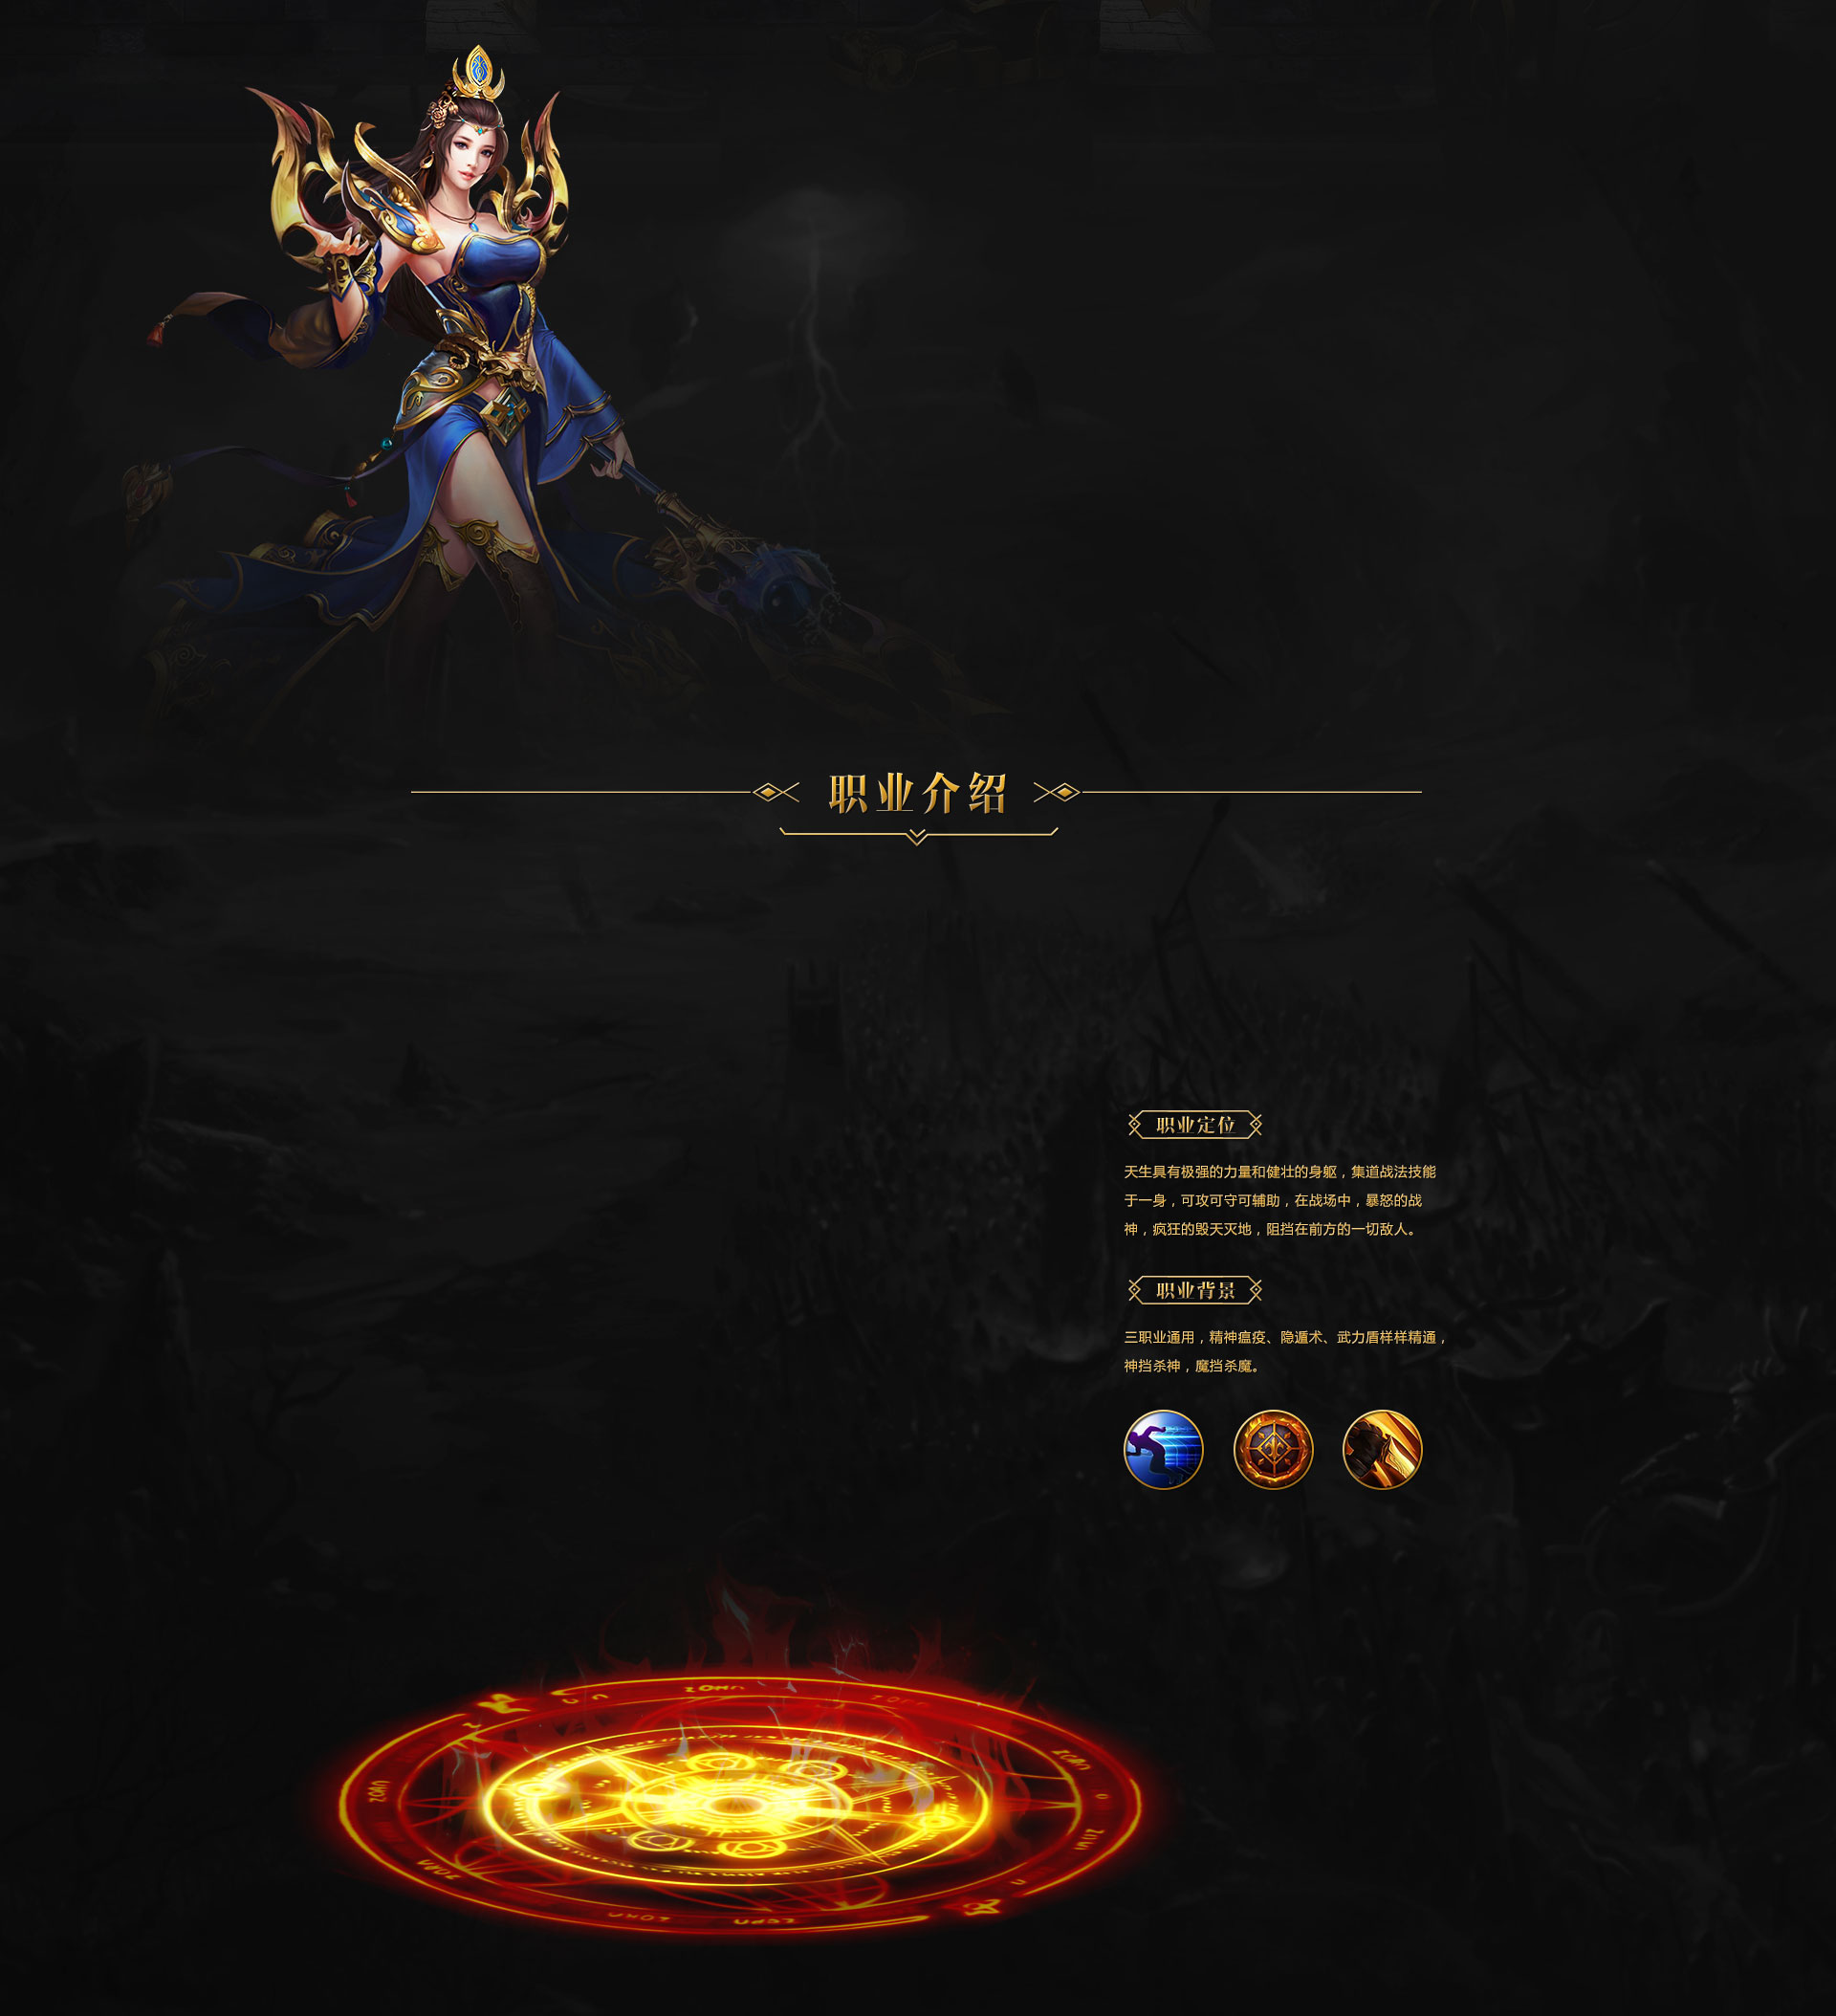 职业介绍
职业定位
天生具有极强的力量和健壮的身躯，集道战法技能
于一身，可攻可守可辅助，在战场中，暴怒的战
神，疯狂的毁天灭地，阻挡在前方的一切敌人。
职业背景
三职业通用，精神瘟疫、隐遁术、武力盾样样精通，
神挡杀神，魔挡杀魔。